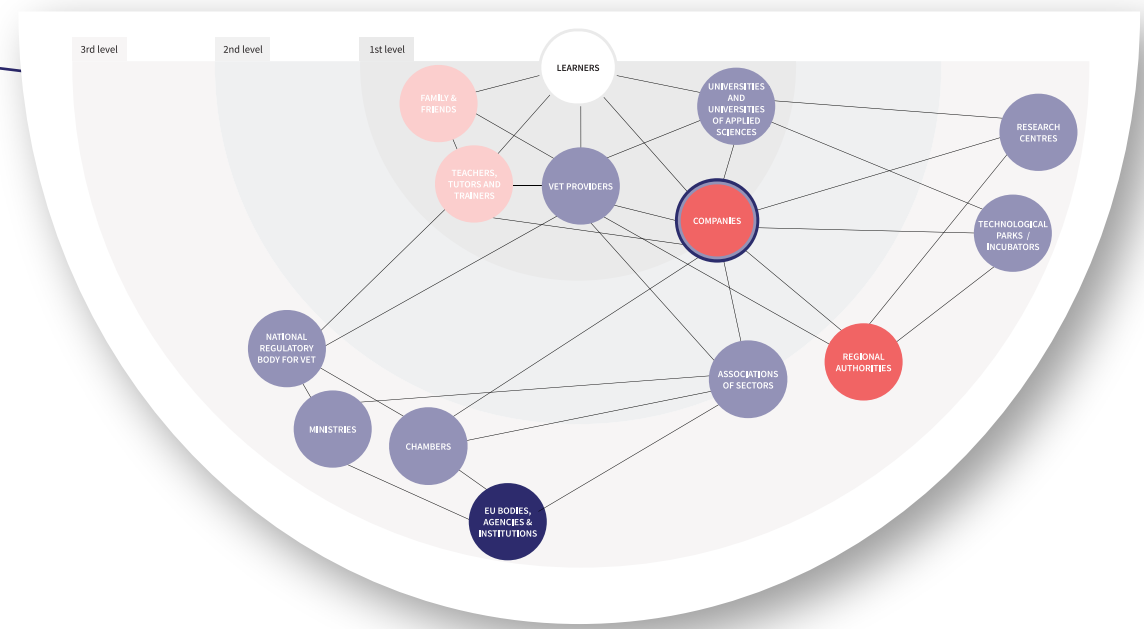 3rd level
2nd level
1st level
LEARNERS
FAMILY &
FRIENDS
UNIVERSITIES
AND
UNIVERSITIES
OF APPLIED
SCIENCES
RESEARCH
CENTRES
TEACHERS,
TUTORS AND
TRAINERS
VET PROVIDERS
COMPANIES
TECHNOLOGICAL
PARKS /
INCUBATORS
NATIONAL
REGULATORY
BODY FOR VET
REGIONAL
AUTHORITIES
ASSOCIATIONS
OF SECTORS
MINISTRIES
CHAMBERS
EU BODIES,
AGENCIES &
INSTITUTIONS